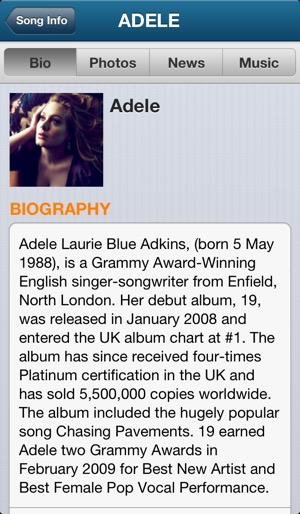 Song Info
ADELE
Bio
Photos
News
Music
Adele
BIOGRAPHY
Adele Laurie Blue Adkins, (born 5 May
1988), is a Grammy Award-Winning
English singer-songwriter from Enfield,
North London. Her debut album, 19,
was released in January 2008 and
entered the UK album chart at #1. The
album has since received four-times
Platinum certification in the UK and
has sold 5,500,000 copies worldwide.
The album included the hugely popular
song Chasing Pavements. 19 earned
Adele two Grammy Awards in
February 2009 for Best New Artist and
Best Female Pop Vocal Performance.